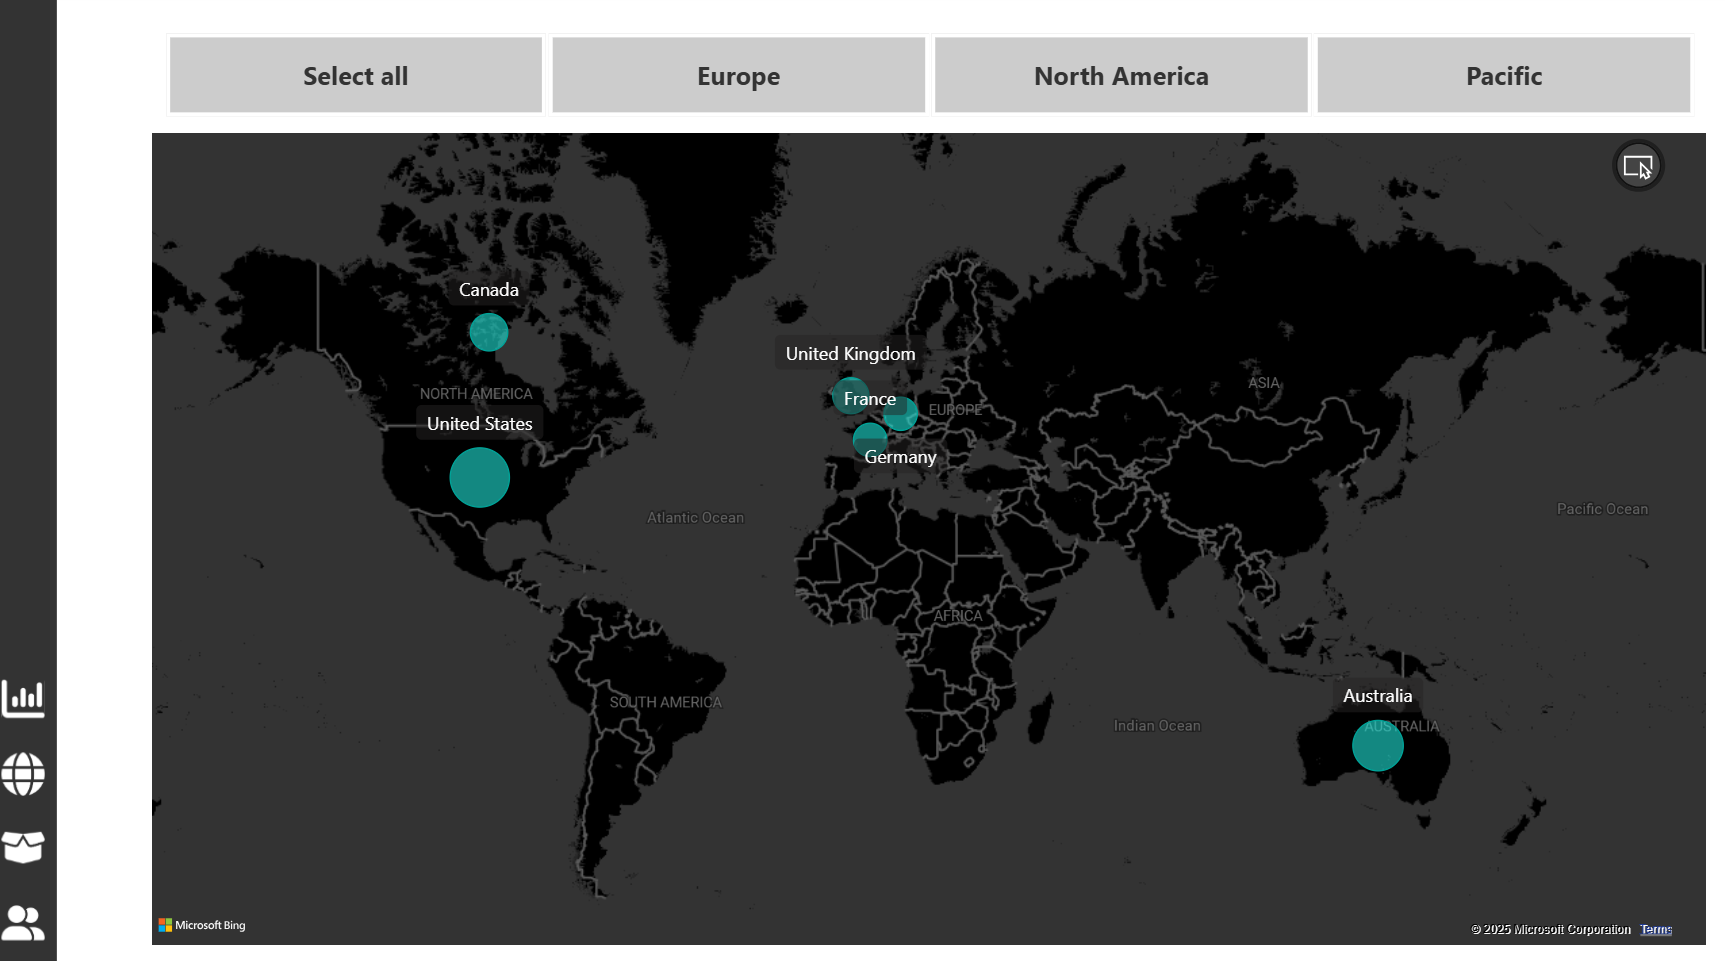 Select all
Europe
North America
Pacific
Canada
United Kingdom
ASIA
NORTH AMERICA
France
EUROPE
United States
Germany
Atlantic Ocean
Pacific Ocean
AFRICA
SOUTH AMERICA
Australia
Indian Ocean
AUSTRALIA
Microsoft Bing
© 2025 Microsoft Corporation Terms